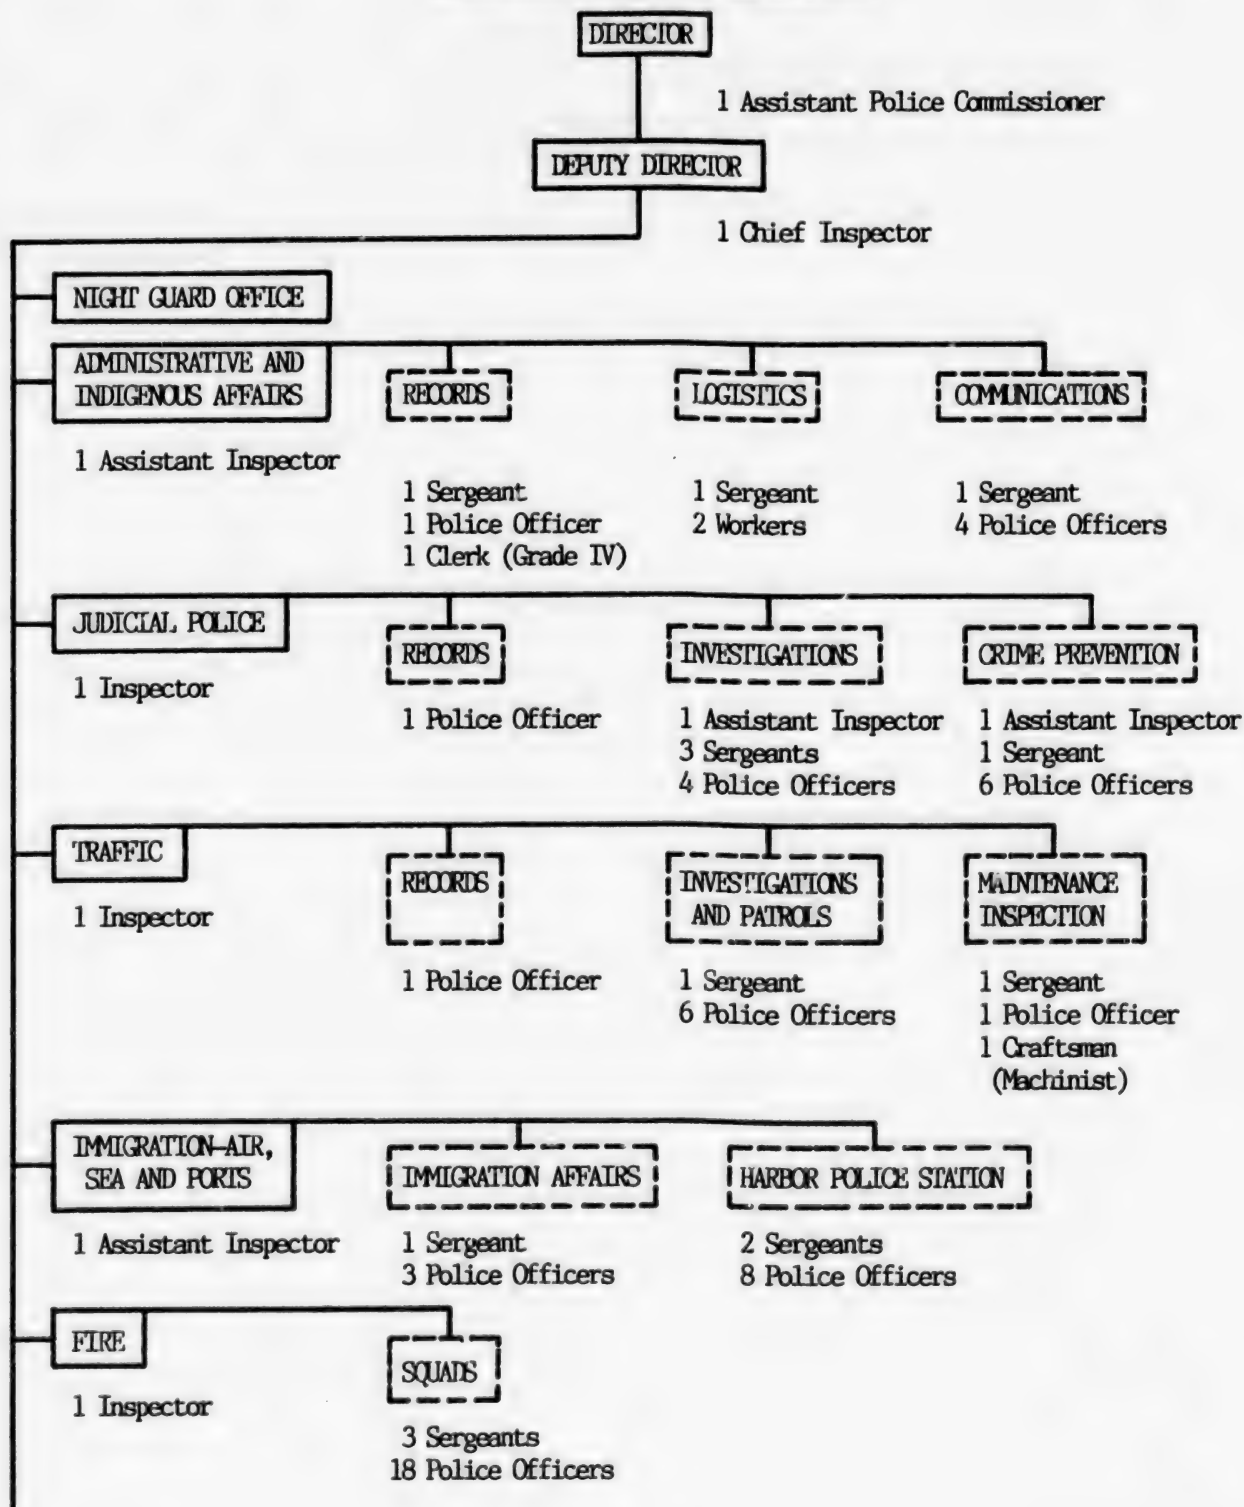 DIRECTOR
1 Assistant Police Commissioner
DEPUTY DIRECTOR
1 Chief Inspector
NIGHT GUARD OFFICE
ADMINISTRATIVE AND
INDIGENOUS AFFAIRS
1 Assistant Inspector
RECORDS
1 Sergeant
1 Police Officer
1 Clerk (Grade IV)
LOGISTICS
1 Sergeant
2 Workers
COMMUNICATIONS
1 Sergeant
4 Police Officers
JUDICIAL POLICE
1 Inspector
RECORDS
1 Police Officer
INVESTIGATIONS
1 Assistant Inspector
3 Sergeants
4 Police Officers
CRIME PREVENTION
1 Assistant Inspector
1 Sergeant
6 Police Officers
TRAFFIC
1 Inspector
RECORDS
1 Police Officer
INVESTIGATIONS
AND PATROLS
1 Sergeant
6 Police Officers
MAINTENANCE
INSPECTION
1 Sergeant
1 Police Officer
1 Craftsman
(Machinist)
IMMIGRATION-AIR,
SEA AND PORTS
1 Assistant Inspector
IMMIGRATION AFFAIRS
1 Sergeant
3 Police Officers
HARBOR POLICE STATION
2 Sergeants
8 Police Officers
FIRE
1 Inspector
SQUADS
3 Sergeants
18 Police Officers